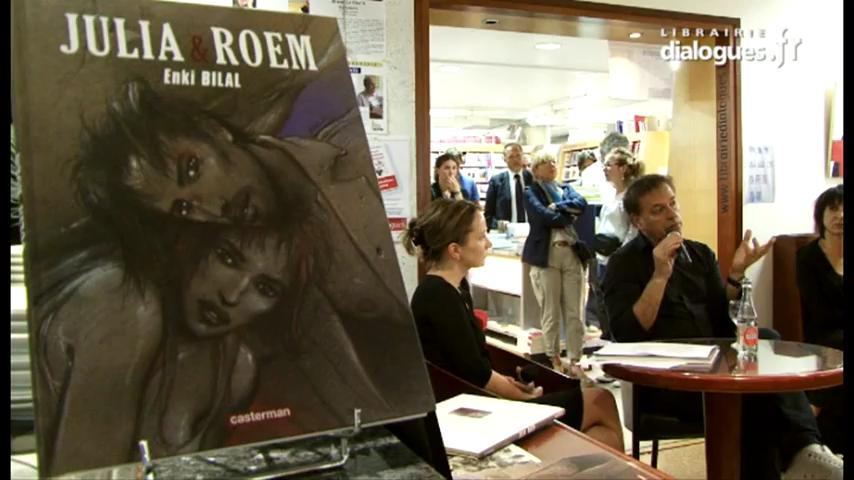 JULIA & ROEM
Enki BILAL
casterman
LIBRAIRIE
dialogues.fr